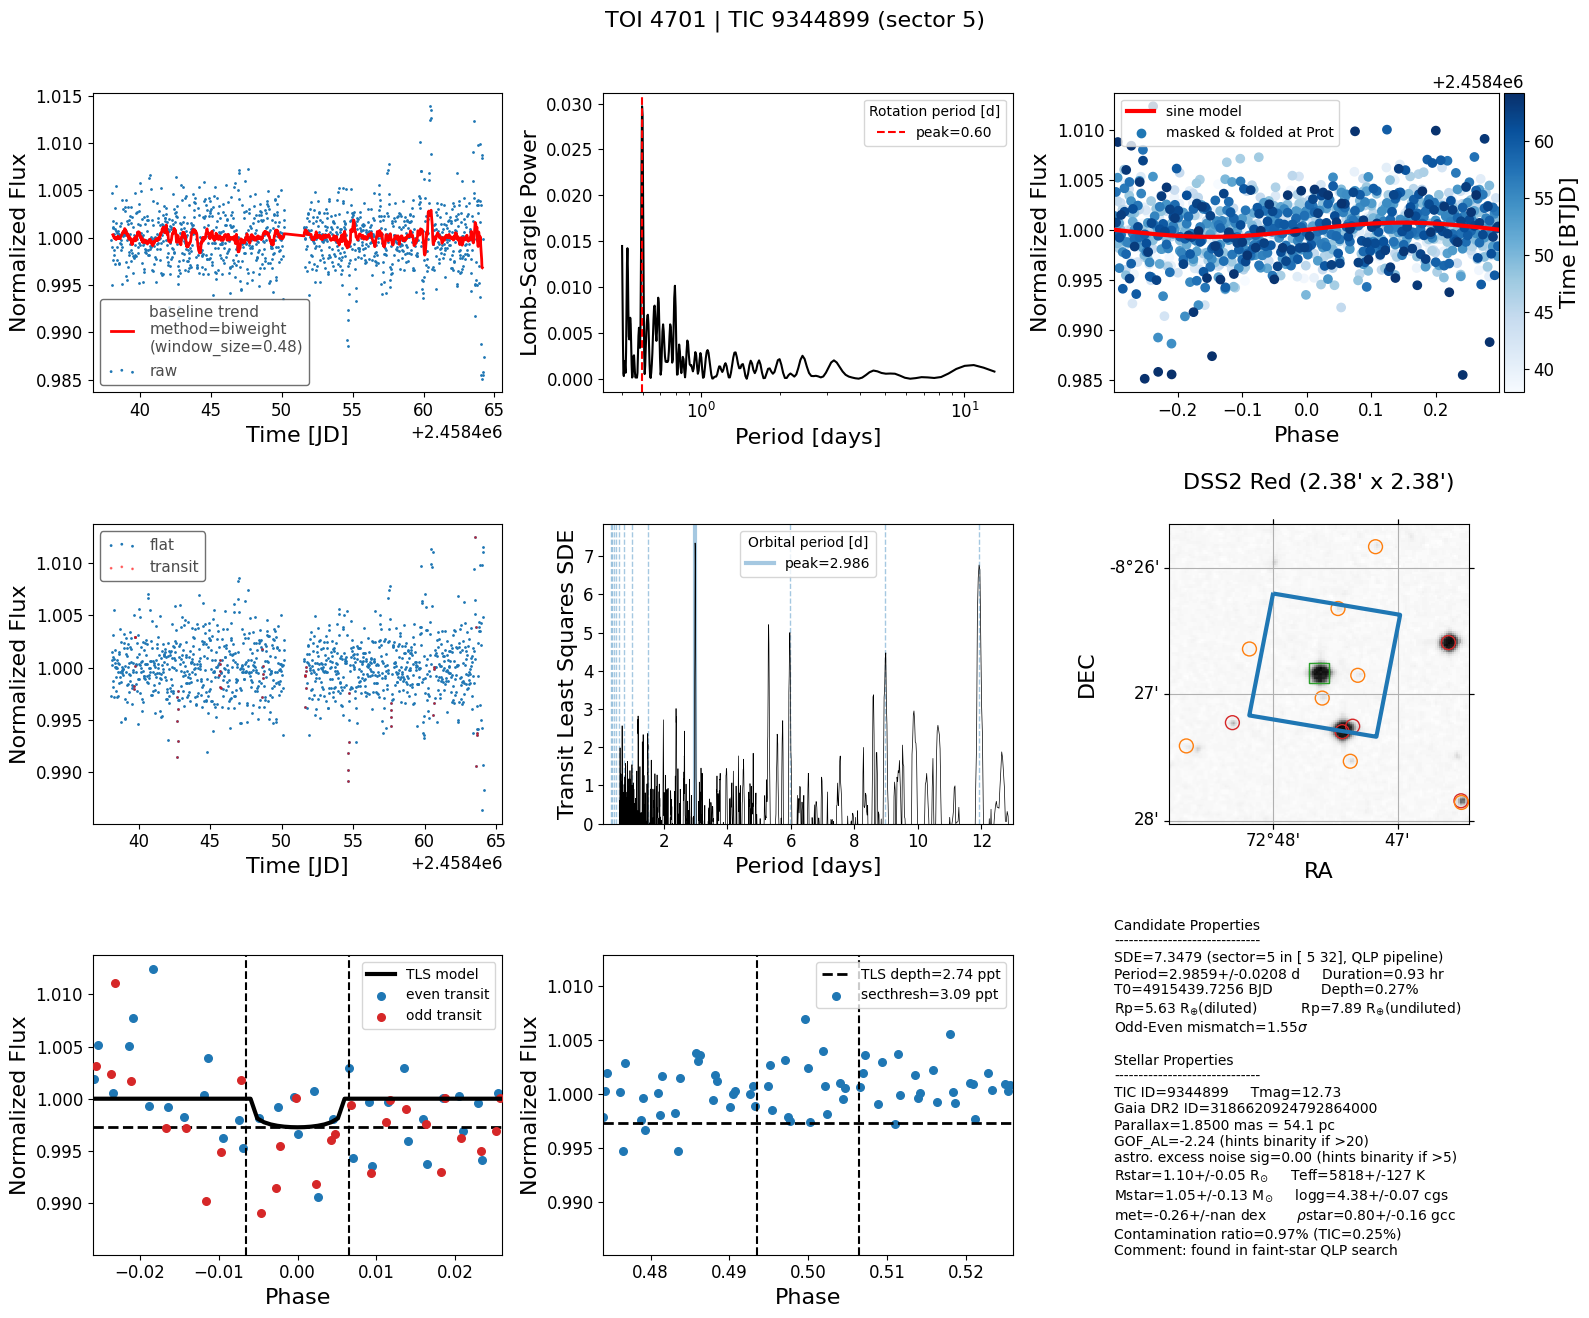 TOI 4701 | TIC 9344899 (sector 5)
Normalized Flux
1.015
1.010
1.005
1.000
0.995
0.990
0.985
baseline trend
method=biweight
(window_size=0.48)
raw
40 45 50 55 60 65
Time [JD]
+2.4584e6
Lomb-Scargle Power
0.030
0.025
0.020
0.015
0.010
0.005
0.000
Rotation period [d]
peak=0.60
10^0 10^1
Period [days]
+2.4584e6
Normalized Flux
1.010
1.005
1.000
0.995
0.990
0.985
sine model
masked & folded at Prot
−0.2 −0.1 0.0 0.1 0.2
Phase
60
55
50
45
40
Time [BTJD]
Normalized Flux
1.010
1.005
1.000
0.995
0.990
flat
transit
40 45 50 55 60 65
Time [JD]
+2.4584e6
Transit Least Squares SDE
7
6
5
4
3
2
1
0
Orbital period [d]
peak=2.986
2 4 6 8 10 12
Period [days]
DSS2 Red (2.38' x 2.38')
DEC
-8°26'
27'
28'
72°48' 47'
RA
Normalized Flux
1.010
1.005
1.000
0.995
0.990
TLS model
even transit
odd transit
−0.02 −0.01 0.00 0.01 0.02
Phase
Normalized Flux
1.010
1.005
1.000
0.995
0.990
TLS depth=2.74 ppt
secthresh=3.09 ppt
0.48 0.49 0.50 0.51 0.52
Phase
Candidate Properties
------------------------------
SDE=7.3479 (sector=5 in [ 5 32], QLP pipeline)
Period=2.9859+/-0.0208 d Duration=0.93 hr
T0=4915439.7256 BJD Depth=0.27%
Rp=5.63 R⊕(diluted) Rp=7.89 R⊕(undiluted)
Odd-Even mismatch=1.55σ
Stellar Properties
------------------------------
TIC ID=9344899 Tmag=12.73
Gaia DR2 ID=3186620924792864000
Parallax=1.8500 mas = 54.1 pc
GOF_AL=-2.24 (hints binarity if >20)
astro. excess noise sig=0.00 (hints binarity if >5)
Rstar=1.10+/-0.05 R☉ Teff=5818+/-127 K
Mstar=1.05+/-0.13 M☉ logg=4.38+/-0.07 cgs
met=-0.26+/-nan dex ρstar=0.80+/-0.16 gcc
Contamination ratio=0.97% (TIC=0.25%)
Comment: found in faint-star QLP search